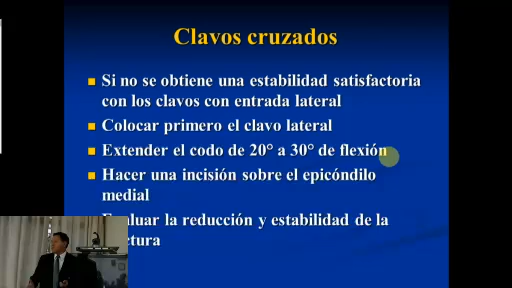 Clavos cruzados
Si no se obtiene una estabilidad satisfactoria
con los clavos con entrada lateral
Colocar primero el clavo lateral
Extender el codo de 20° a 30° de flexión
Hacer una incisión sobre el epicóndilo
medial
la reducción y estabilidad de la